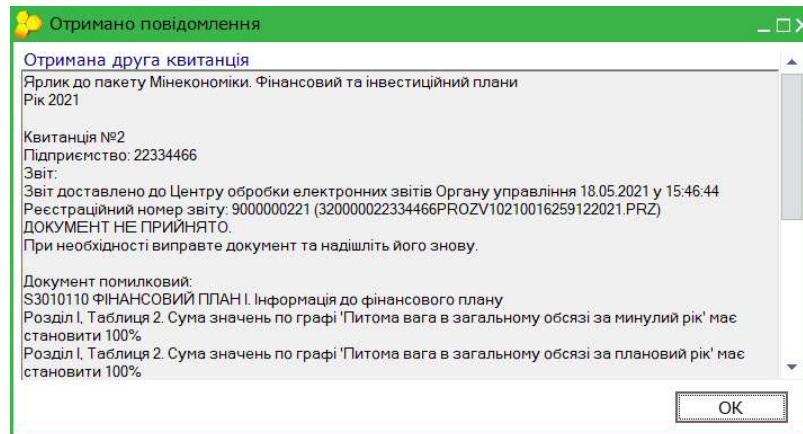 Отримано повідомлення
Отримана друга квитанція
Ярлик до пакету Мінекономіки. Фінансовий та інвестиційний плани
Рік 2021
Квитанція №2
Підприємство: 22334466
Звіт:
Звіт доставлено до Центру обробки електронних звітів Органу управління 18.05.2021 у 15:46:44
Реєстраційний номер звіту: 9000000221 (320000022334466PROZV10210016259122021.PRZ)
ДОКУМЕНТ НЕ ПРИЙНЯТО.
При необхідності виправте документ та надішліть його знову.
Документ помилковий:
S3010110 ФІНАНСОВИЙ ПЛАН І. Інформація до фінансового плану
Розділ І, Таблиця 2. Сума значень по графі 'Питома вага в загальному обсязі за минулий рік' має
становити 100%
Розділ І, Таблиця 2. Сума значень по графі 'Питома вага в загальному обсязі за плановий рік' має
становити 100%
OK